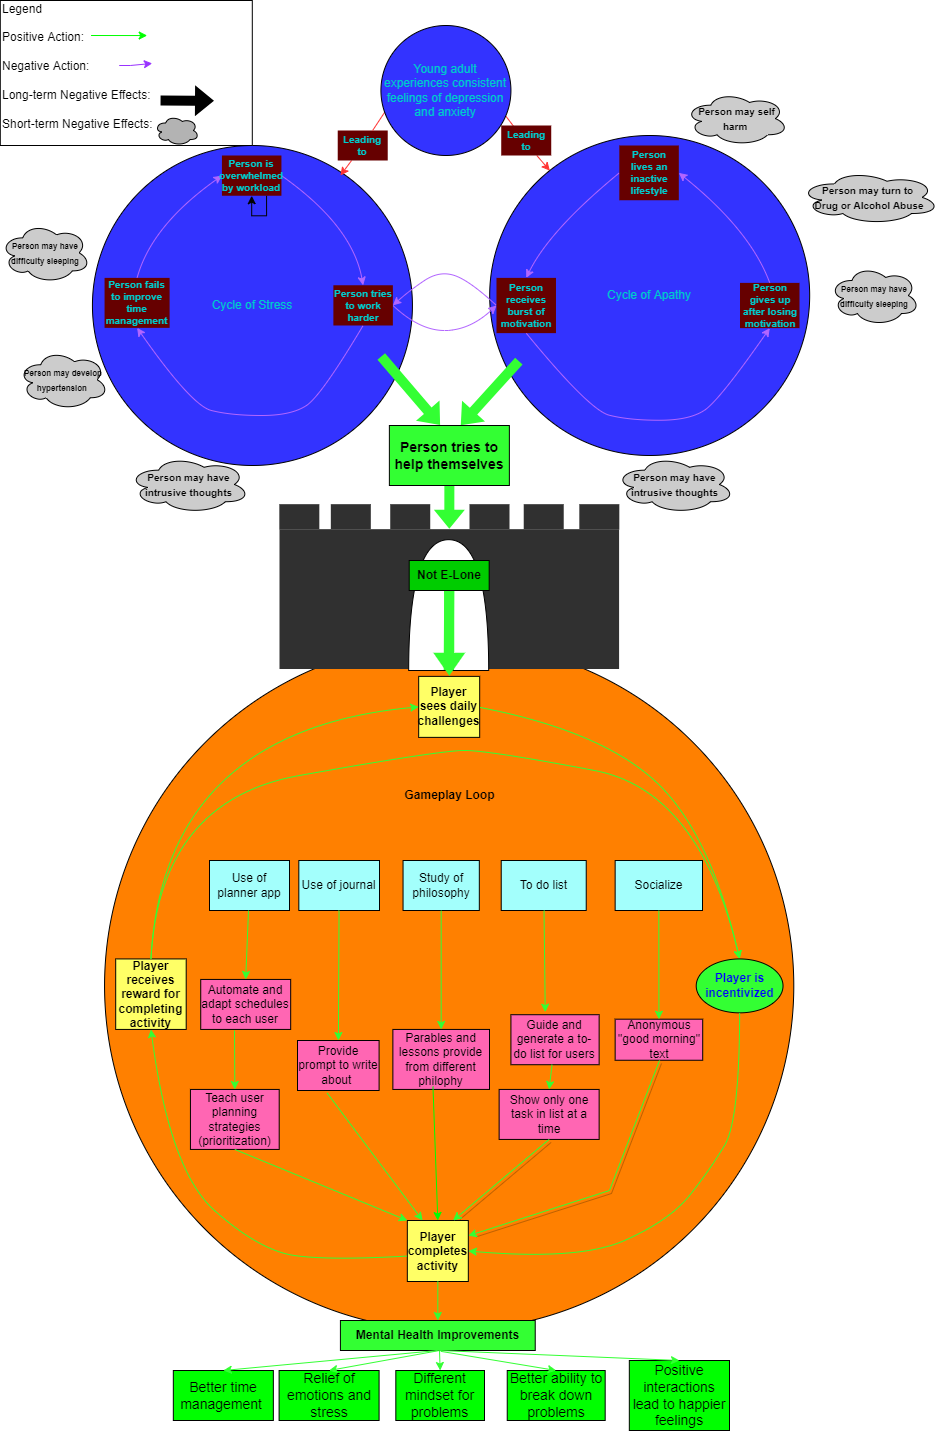 Legend
Positive Action:
Negative Action:
Long-term Negative Effects:
Short-term Negative Effects:
Young adult
experiences consistent
feelings of depression
and anxiety
Leading
to
Leading
to
Person may self
harm
Person is
overwhelmed
by workload
Person
lives an
inactive
lifestyle
Person may turn to
Drug or Alcohol Abuse
Person may have
difficulty sleeping
Person fails
to improve
time
management
Cycle of Stress
Person tries
to work
harder
Person
receives
burst of
motivation
Cycle of Apathy
Person
gives up
after losing
motivation
Person may have
difficulty sleeping
Person may develop
hypertension
Person tries to
help themselves
Person may have
intrusive thoughts
Person may have
intrusive thoughts
Not E-Lone
Player
sees daily
challenges
Gameplay Loop
Use of
planner app
Use of journal
Study of
philosophy
To do list
Socialize
Player
receives
reward for
completing
activity
Player is
incentivized
Automate and
adapt schedules
to each user
Provide
prompt to write
about
Parables and
lessons provide
from different
philophy
Guide and
generate a to-
do list for users
Anonymous
"good morning"
text
Teach user
planning
strategies
(prioritization)
Show only one
task in list at a
time
Player
completes
activity
Mental Health Improvements
Better time
management
Relief of
emotions and
stress
Different
mindset for
problems
Better ability to
break down
problems
Positive
interactions
lead to happier
feelings